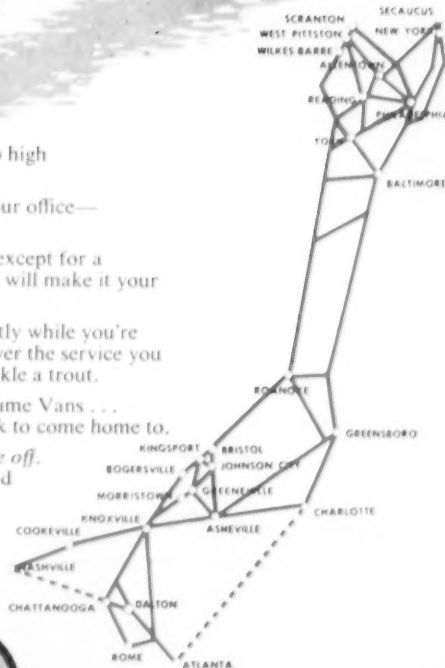 high
our office—
except for a
will make it your
tly while you're
ver the service you
kle a trout.
ume Vans . . .
k to come home to.
e off.
d
SECAUCUS
SCRANTON
NEW YORK
WEST PITTSTON
WILKES BARRE
ALLENTOWN
READING
PHILADELPHIA
YORK
BALTIMORE
ROANOKE
GREENSBORO
KINGSPORT
BRISTOL
ROGERSVILLE
JOHNSON CITY
MORRISTOWN
GREENEVILLE
KNOXVILLE
ASHEVILLE
CHARLOTTE
COOKEVILLE
NASHVILLE
CHATTANOOGA
DALTON
ROME
ATLANTA